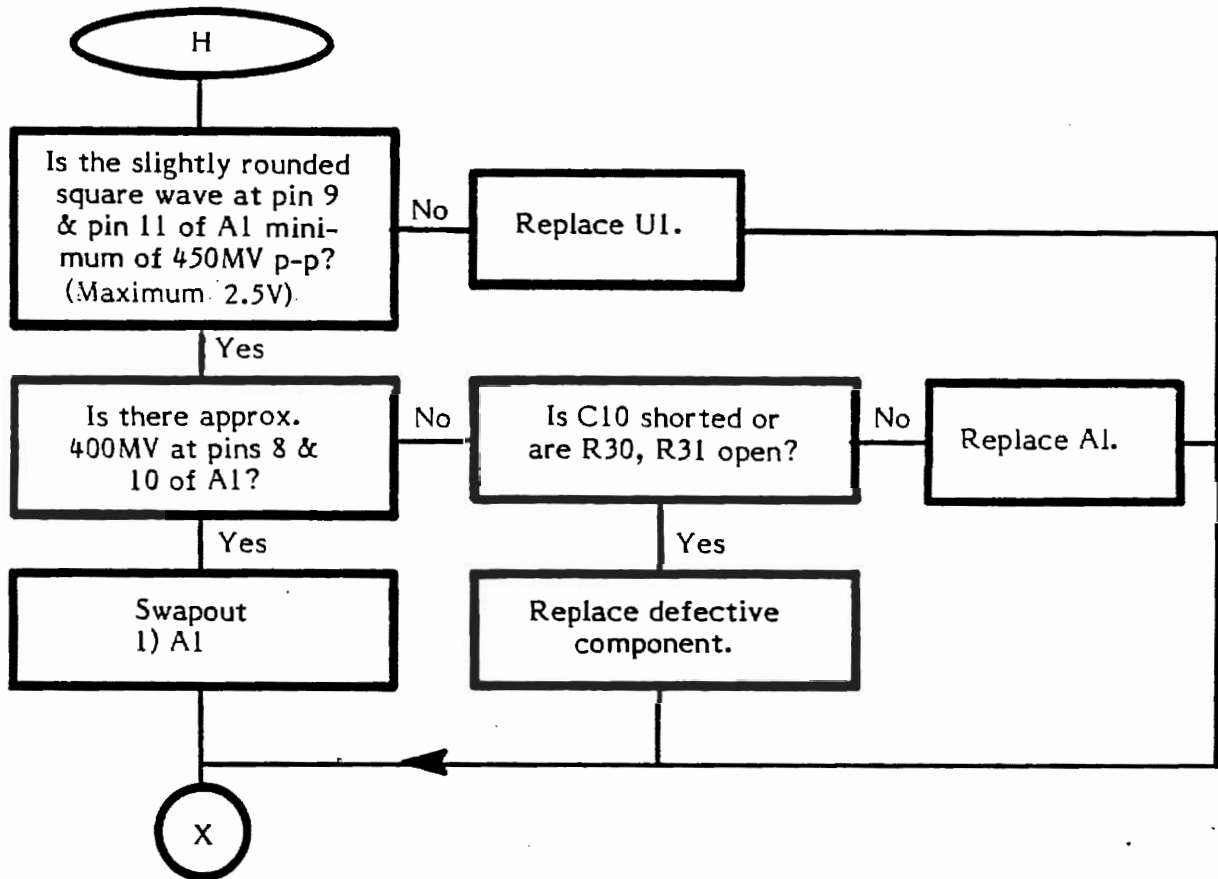 H
Is the slightly rounded
square wave at pin 9
& pin 11 of A1 mini-
mum of 450MV p-p?
(Maximum 2.5V)
No
Replace U1.
Yes
Is there approx.
400MV at pins 8 &
10 of A1?
No
Is C10 shorted or
are R30, R31 open?
No
Replace A1.
Yes
Yes
Swapout
1) A1
Replace defective
component.
X